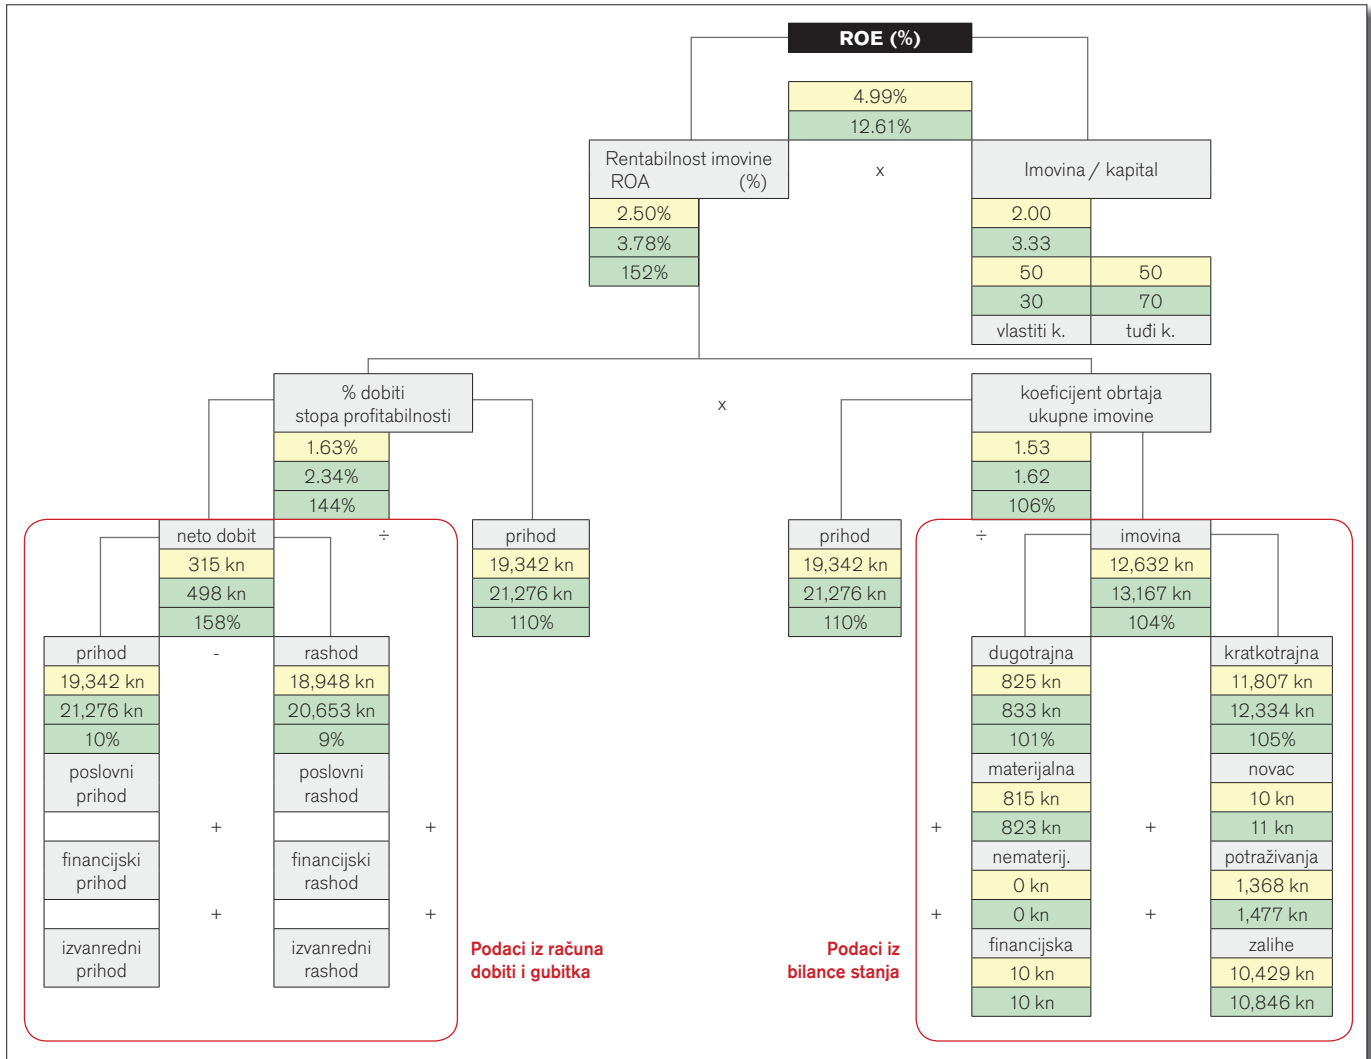 ROE (%)
4.99%
12.61%
Rentabilnost imovine
ROA (%)
x
Imovina / kapital
2.50%
3.78%
152%
2.00
3.33
50 50
30 70
vlastiti k. tuđi k.
% dobiti
stopa profitabilnosti
x
koeficijent obrtaja
ukupne imovine
1.63%
2.34%
144%
1.53
1.62
106%
neto dobit
÷
prihod
315 kn
498 kn
158%
19,342 kn
21,276 kn
110%
prihod
÷
imovina
19,342 kn
21,276 kn
110%
12,632 kn
13,167 kn
104%
prihod - rashod
19,342 kn 18,948 kn
21,276 kn 20,653 kn
10% 9%
poslovni
prihod
poslovni
rashod
+ +
financijski
prihod
financijski
rashod
+ +
izvanredni
prihod
izvanredni
rashod
Podaci iz računa
dobiti i gubitka
Podaci iz
bilance stanja
dugotrajna kratkotrajna
825 kn 11,807 kn
833 kn 12,334 kn
101% 105%
materijalna novac
815 kn 10 kn
+ 823 kn + 11 kn
nematerij. potraživanja
0 kn 1,368 kn
+ 0 kn + 1,477 kn
financijska zalihe
10 kn 10,429 kn
10 kn 10,846 kn